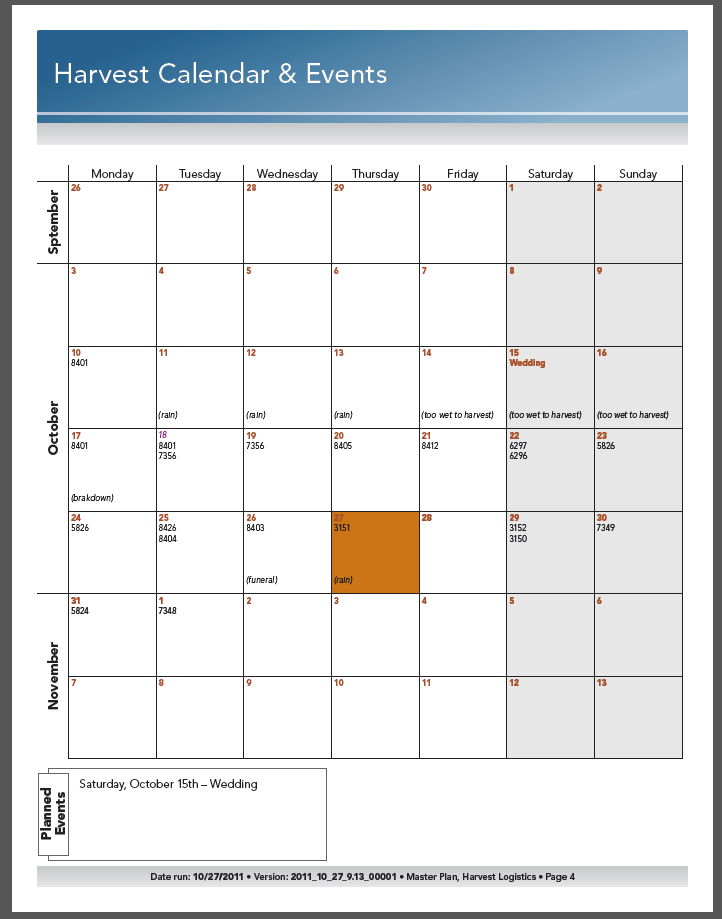 Harvest Calendar & Events
Monday Tuesday Wednesday Thursday Friday Saturday Sunday
Sptember
26 27 28 29 30 1 2
October
3 4 5 6 7 8 9
10 11 12 13 14 15 16
8401 Wedding
(rain) (rain) (rain) (too wet to harvest) (too wet to harvest) (too wet to harvest)
17 18 19 20 21 22 23
8401 8401 7356 8405 8412 6297 5826
7356 6296
(brakdown)
24 25 26 27 28 29 30
5826 8426 8403 3151 3152 7349
8404 3150
(funeral) (rain)
31 1 2 3 4 5 6
5824 7348
November
7 8 9 10 11 12 13
Planned
Events
Saturday, October 15th – Wedding
Date run: 10/27/2011 • Version: 2011_10_27_9.13_00001 • Master Plan, Harvest Logistics • Page 4